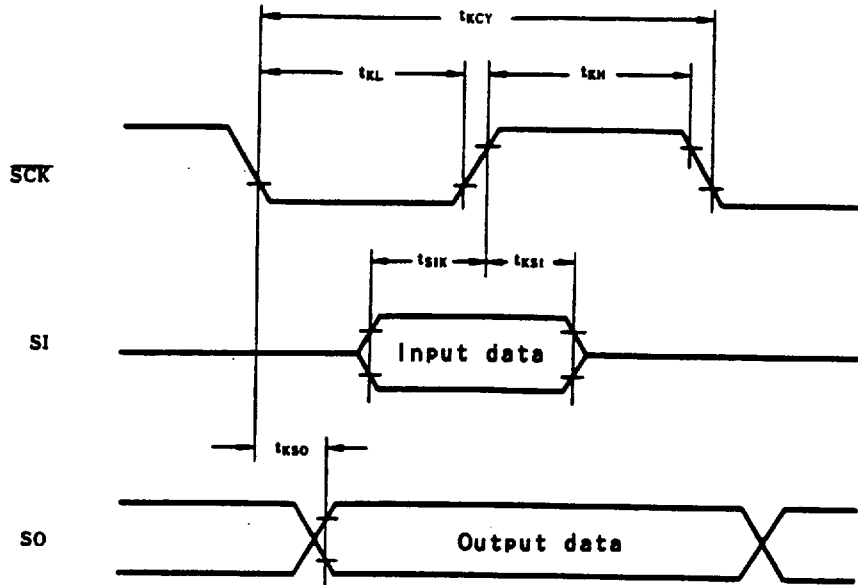 tKCY
tKL
tKH
SCK
tSIK
tKSI
SI
Input data
tKSO
SO
Output data